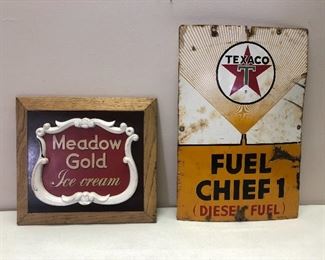 Meadow
Gold
Ice cream
TEXACO
T
FUEL
CHIEF 1
(DIESEL FUEL)